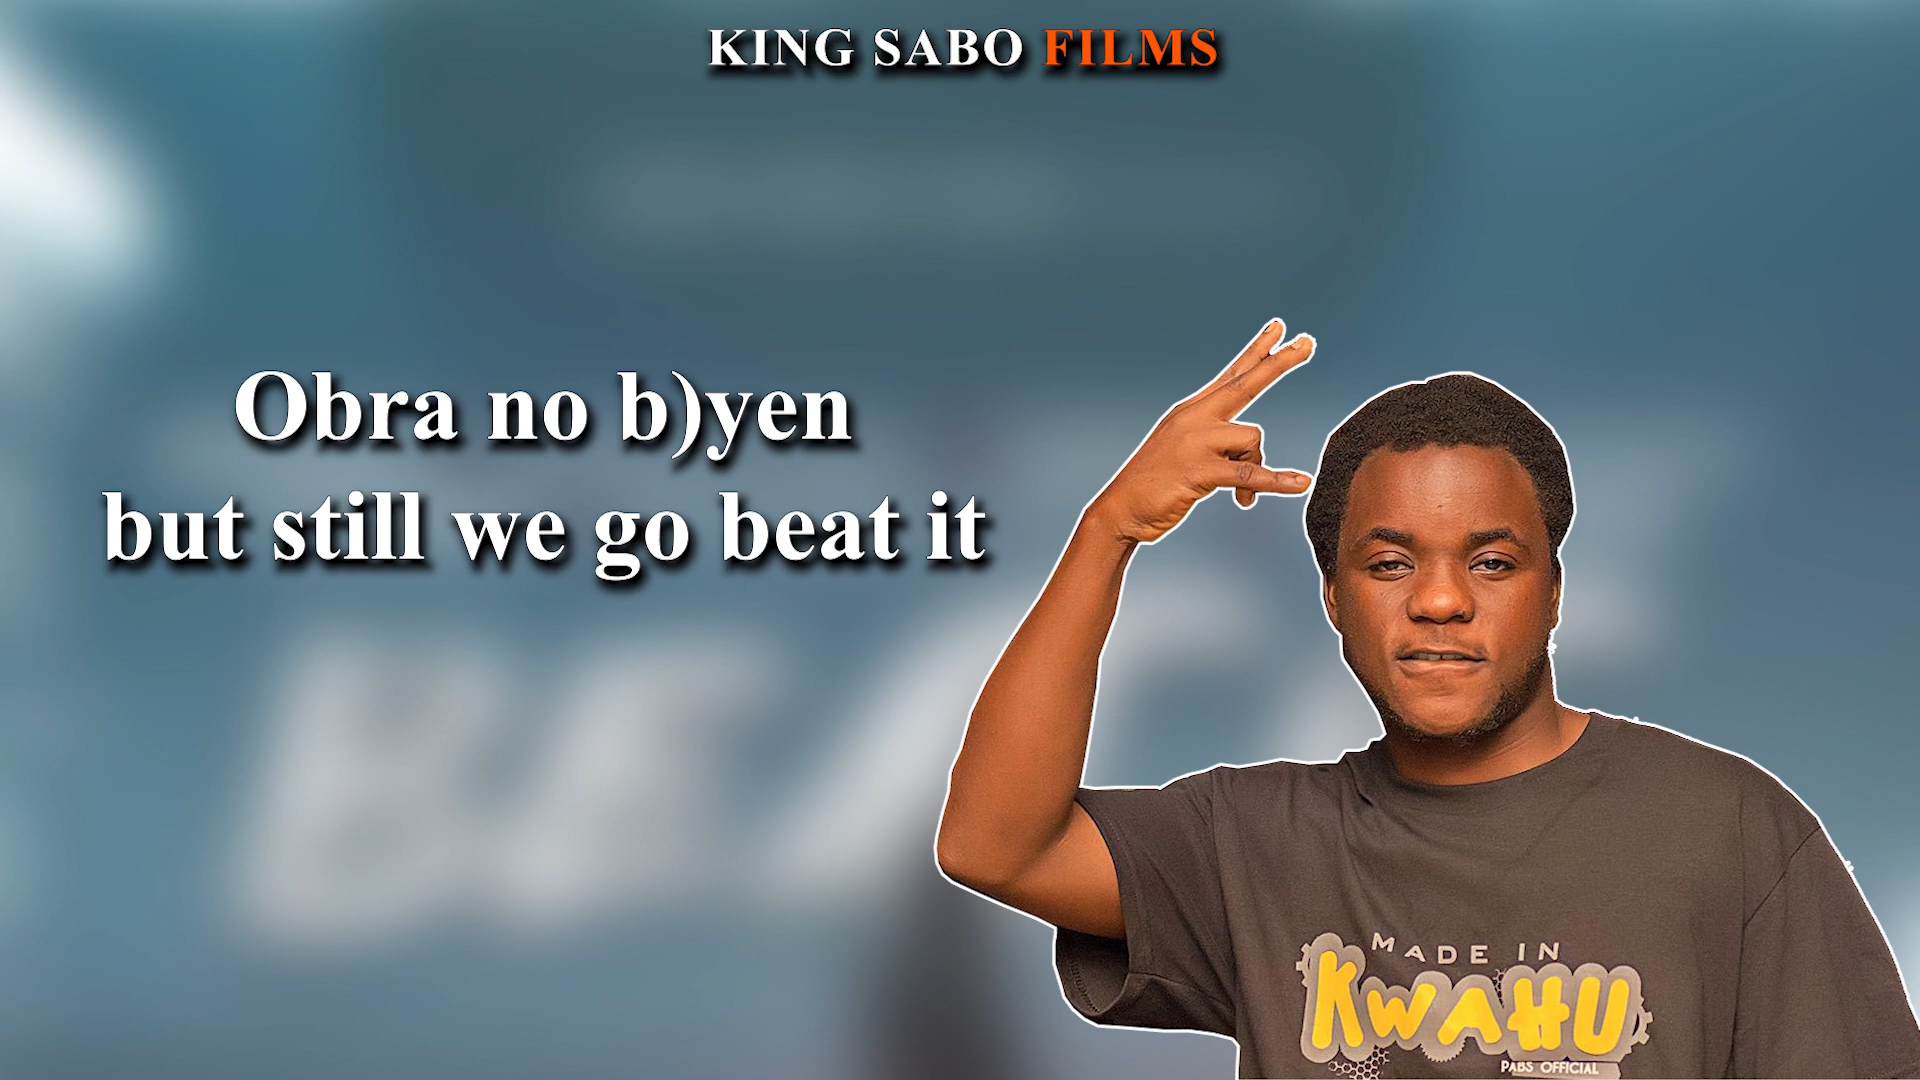 KING SABO FILMS
Obra no b)yen
but still we go beat it
MADE IN
KWAHU
PABS OFFICIAL